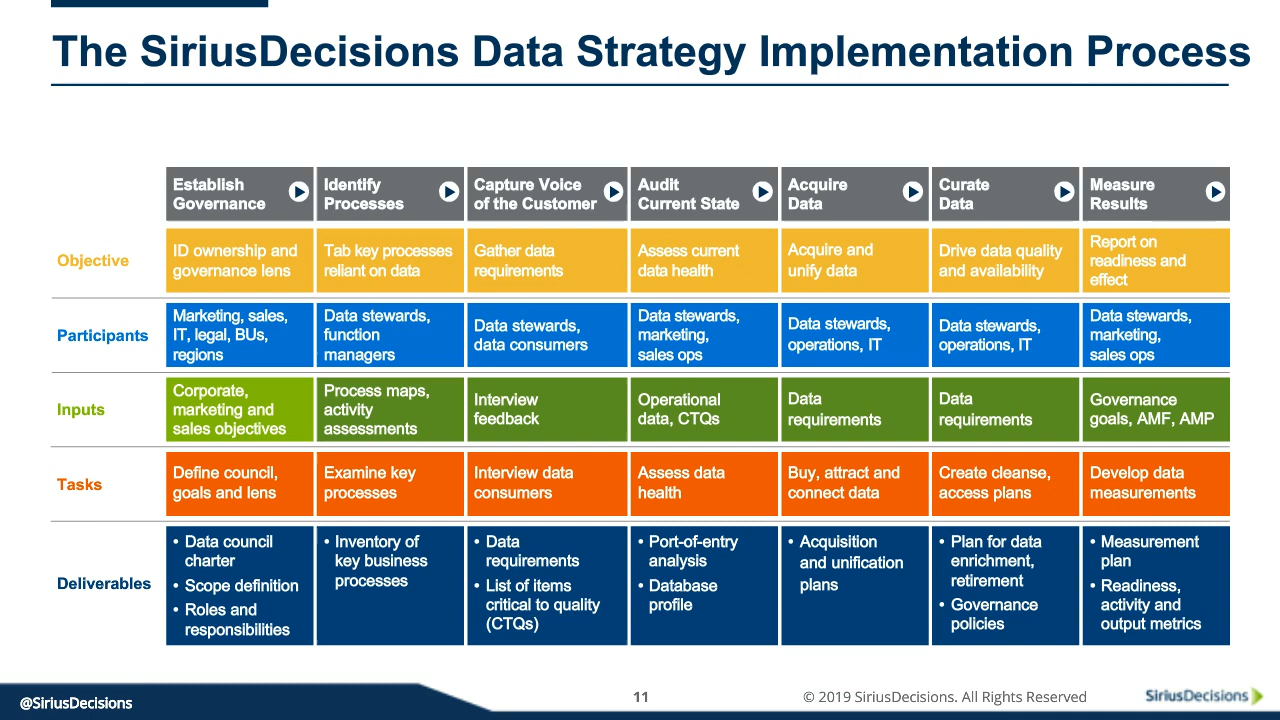 The SiriusDecisions Data Strategy Implementation Process
Establish
Governance
Identify
Processes
Capture Voice
of the Customer
Audit
Current State
Acquire
Data
Curate
Data
Measure
Results
Objective
ID ownership and
governance lens
Tab key processes
reliant on data
Gather data
requirements
Assess current
data health
Acquire and
unify data
Drive data quality
and availability
Report on
readiness and
effect
Participants
Marketing, sales,
IT, legal, BUs,
regions
Data stewards,
function
managers
Data stewards,
data consumers
Data stewards,
marketing,
sales ops
Data stewards,
operations, IT
Data stewards,
operations, IT
Data stewards,
marketing,
sales ops
Inputs
Corporate,
marketing and
sales objectives
Process maps,
activity
assessments
Interview
feedback
Operational
data, CTQs
Data
requirements
Data
requirements
Governance
goals, AMF, AMP
Tasks
Define council,
goals and lens
Examine key
processes
Interview data
consumers
Assess data
health
Buy, attract and
connect data
Create cleanse,
access plans
Develop data
measurements
Deliverables
• Data council
charter
• Scope definition
• Roles and
responsibilities
• Inventory of
key business
processes
• Data
requirements
• List of items
critical to quality
(CTQs)
• Port-of-entry
analysis
• Database
profile
• Acquisition
and unification
plans
• Plan for data
enrichment,
retirement
• Governance
policies
• Measurement
plan
• Readiness,
activity and
output metrics
@SiriusDecisions
11
© 2019 SiriusDecisions. All Rights Reserved
SiriusDecisions